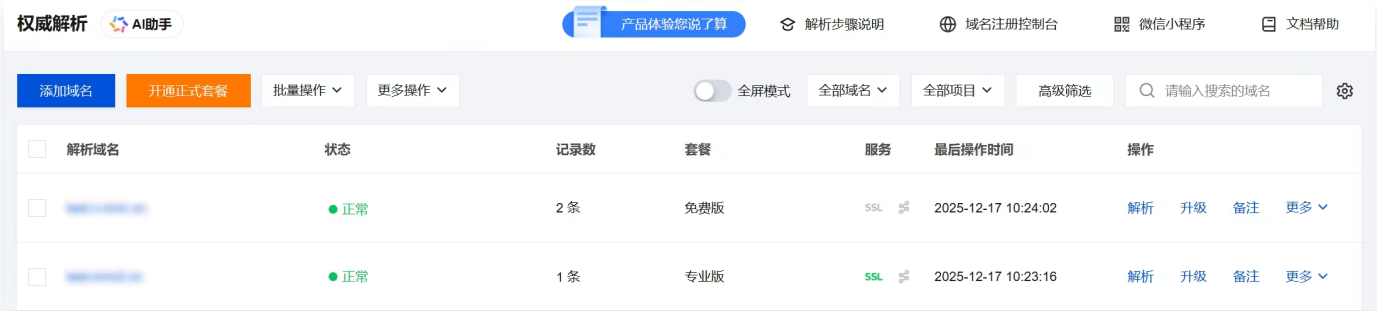 权威解析 AI助手 产品体验您说了算 解析步骤说明 域名注册控制台 微信小程序 文档帮助
添加域名 开通正式套餐 批量操作 更多操作 全屏模式 全部域名 全部项目 高级筛选 请输入搜索的域名
解析域名 状态 记录数 套餐 服务 最后操作时间 操作
正常 2 条 免费版 SSL 2025-12-17 10:24:02 解析 升级 备注 更多
正常 1 条 专业版 SSL 2025-12-17 10:23:16 解析 升级 备注 更多